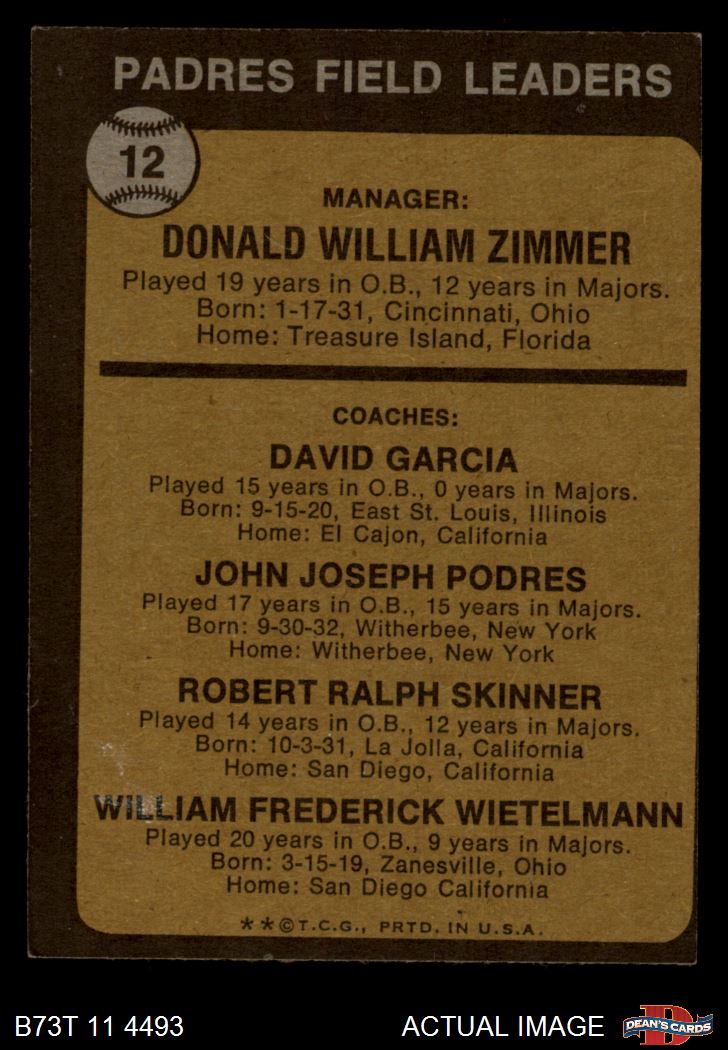 PADRES FIELD LEADERS
12
MANAGER:
DONALD WILLIAM ZIMMER
Played 19 years in O.B., 12 years in Majors.
Born: 1-17-31, Cincinnati, Ohio
Home: Treasure Island, Florida
COACHES:
DAVID GARCIA
Played 15 years in O.B., 0 years in Majors.
Born: 9-15-20, East St. Louis, Illinois
Home: El Cajon, California
JOHN JOSEPH PODRES
Played 17 years in O.B., 15 years in Majors.
Born: 9-30-32, Witherbee, New York
Home: Witherbee, New York
ROBERT RALPH SKINNER
Played 14 years in O.B., 12 years in Majors.
Born: 10-3-31, La Jolla, California
Home: San Diego, California
WILLIAM FREDERICK WIETELMANN
Played 20 years in O.B., 9 years in Majors.
Born: 3-15-19, Zanesville, Ohio
Home: San Diego California
**©T.C.G., PRTD. IN U.S.A.
B73T 11 4493
ACTUAL IMAGE
D
DEAN'S CARDS